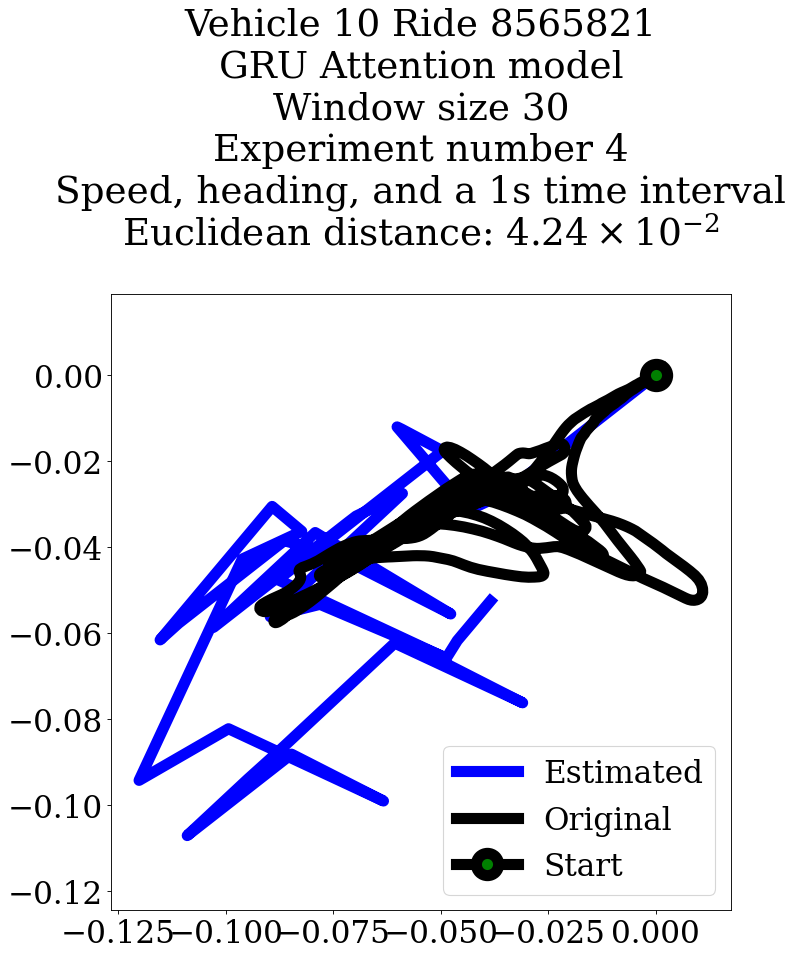 Vehicle 10 Ride 8565821
GRU Attention model
Window size 30
Experiment number 4
Speed, heading, and a 1s time interval
Euclidean distance: 4.24 × 10⁻²
0.00
−0.02
−0.04
−0.06
−0.08
−0.10
−0.12
Estimated
Original
Start
−0.125 −0.100 −0.075 −0.050 −0.025 0.000